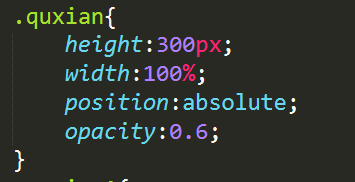 .quxian{
height:300px;
width:100%;
position:absolute;
opacity:0.6;
}